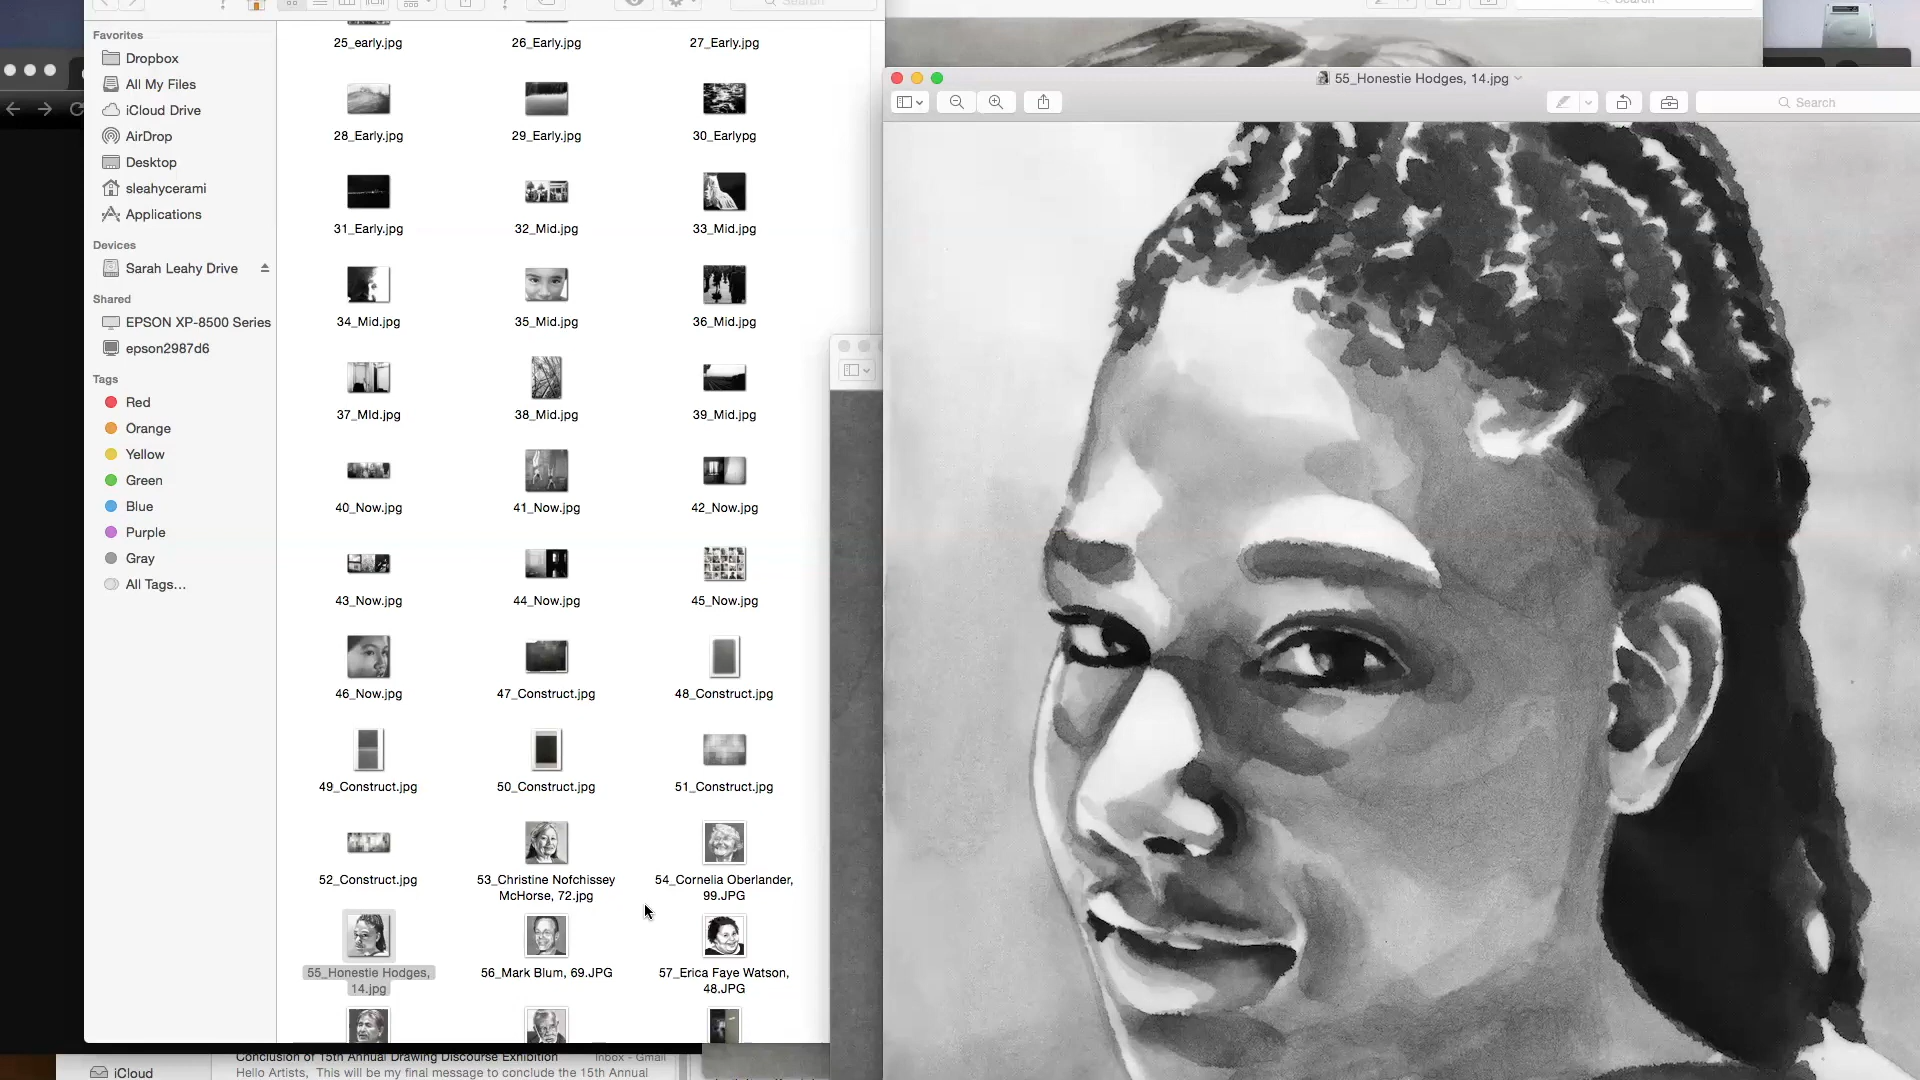 Search
Search
Favorites
Dropbox
All My Files
iCloud Drive
AirDrop
Desktop
sleahycerami
Applications
Devices
Sarah Leahy Drive
Shared
EPSON XP-8500 Series
epson2987d6
Tags
Red
Orange
Yellow
Green
Blue
Purple
Gray
All Tags...
25_early.jpg 26_Early.jpg 27_Early.jpg
28_Early.jpg 29_Early.jpg 30_Earlypg
31_Early.jpg 32_Mid.jpg 33_Mid.jpg
34_Mid.jpg 35_Mid.jpg 36_Mid.jpg
37_MId.jpg 38_Mid.jpg 39_Mid.jpg
40_Now.jpg 41_Now.jpg 42_Now.jpg
43_Now.jpg 44_Now.jpg 45_Now.jpg
46_Now.jpg 47_Construct.jpg 48_Construct.jpg
49_Construct.jpg 50_Construct.jpg 51_Construct.jpg
52_Construct.jpg 53_Christine Nofchissey 54_Cornelia Oberlander,
McHorse, 72.jpg 99.JPG
55_Honestie Hodges, 56_Mark Blum, 69.JPG 57_Erica Faye Watson,
14.jpg 48.JPG
55_Honestie Hodges, 14.jpg
Search
iCloud
Conclusion of 15th Annual Drawing Discourse Exhibition Inbox - Gmail
Hello Artists, This will be my final message to conclude the 15th Annual